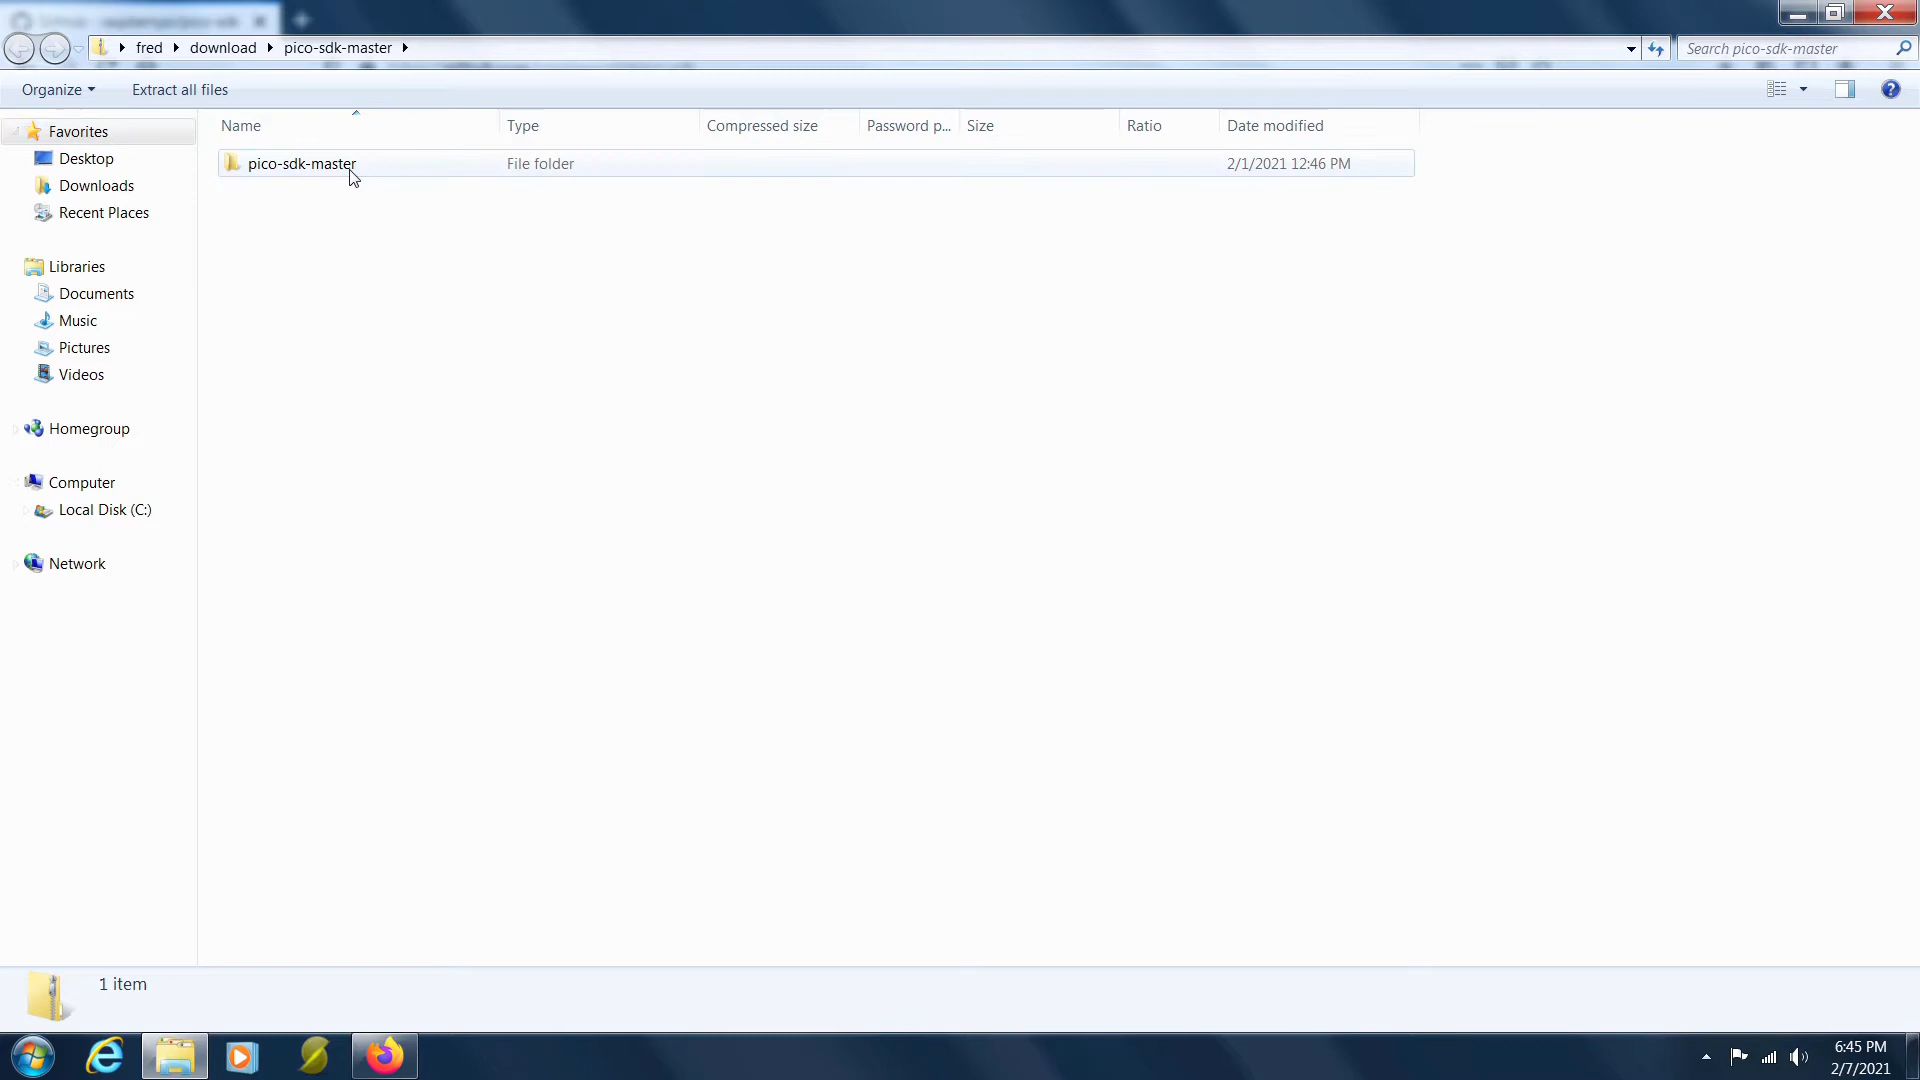 fred download pico-sdk-master
Search pico-sdk-master
Organize Extract all files
Name Type Compressed size Password p... Size Ratio Date modified
pico-sdk-master File folder 2/1/2021 12:46 PM
Favorites
Desktop
Downloads
Recent Places
Libraries
Documents
Music
Pictures
Videos
Homegroup
Computer
Local Disk (C:)
Network
1 item
6:45 PM
2/7/2021